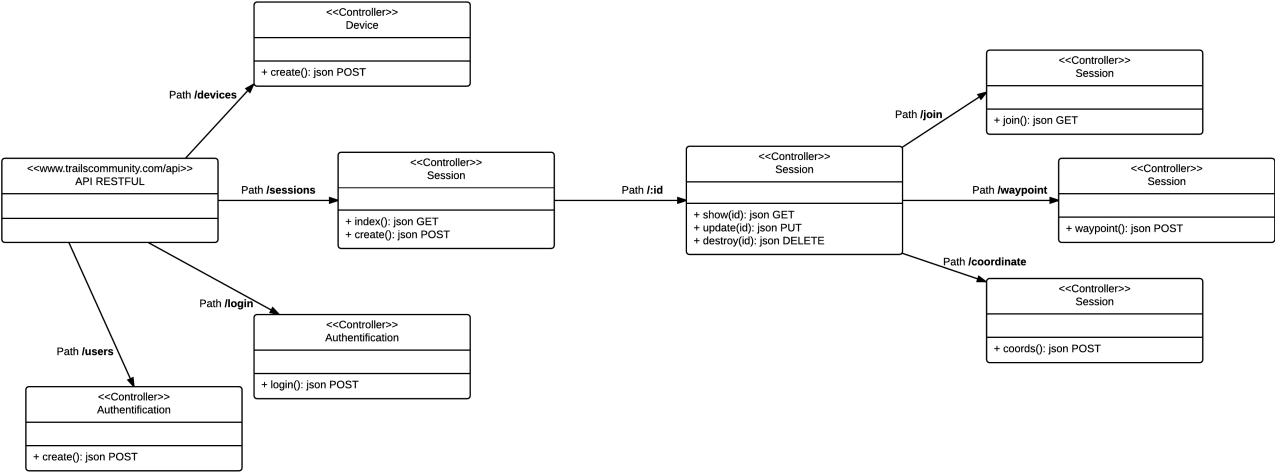 <<Controller>>
Device
+ create(): json POST
Path /devices
<<www.trailscommunity.com/api>>
API RESTFUL
Path /sessions
<<Controller>>
Session
+ index(): json GET
+ create(): json POST
Path /:id
<<Controller>>
Session
+ show(id): json GET
+ update(id): json PUT
+ destroy(id): json DELETE
Path /join
<<Controller>>
Session
+ join(): json GET
Path /waypoint
<<Controller>>
Session
+ waypoint(): json POST
Path /coordinate
<<Controller>>
Session
+ coords(): json POST
Path /login
<<Controller>>
Authentification
+ login(): json POST
Path /users
<<Controller>>
Authentification
+ create(): json POST